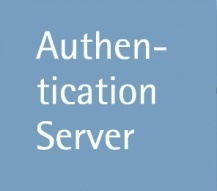 Authen-
tication
Server